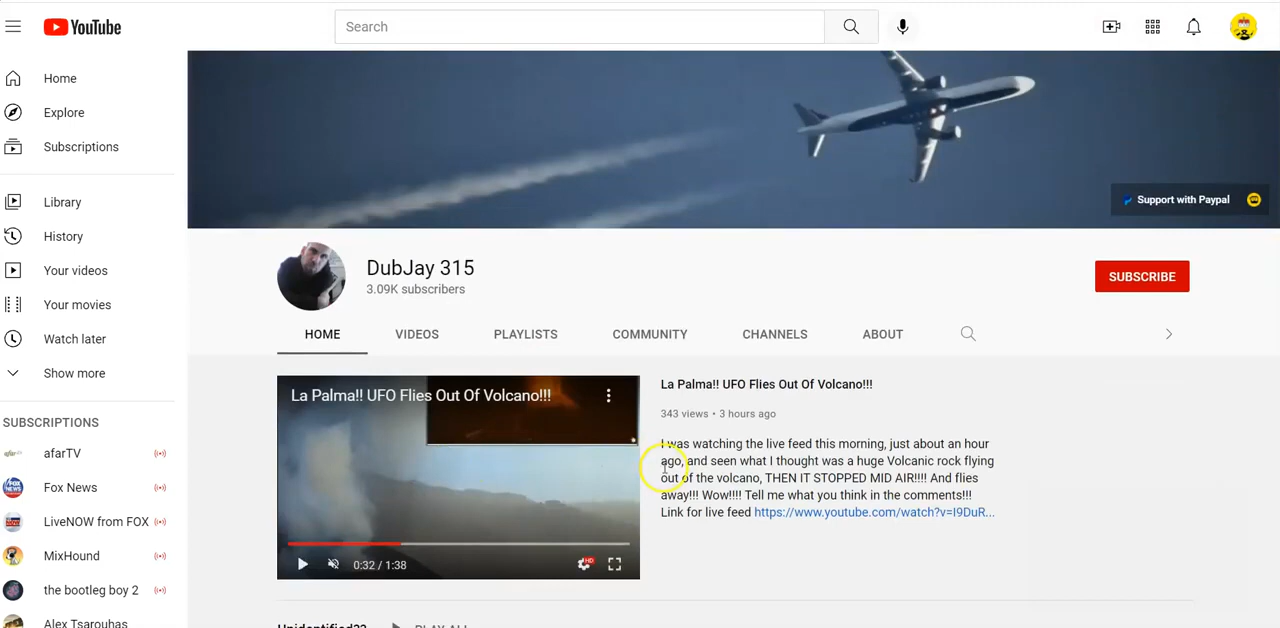 YouTube
Search
Home
Explore
Subscriptions
Library
History
Your videos
Your movies
Watch later
Show more
SUBSCRIPTIONS
afarTV
Fox News
LiveNOW from FOX
MixHound
the bootleg boy 2
Alex Tsarouhas
Support with Paypal
DubJay 315
3.09K subscribers
SUBSCRIBE
HOME
VIDEOS
PLAYLISTS
COMMUNITY
CHANNELS
ABOUT
La Palma!! UFO Flies Out Of Volcano!!!
0:32 / 1:38
HD
La Palma!! UFO Flies Out Of Volcano!!!
343 views • 3 hours ago
I was watching the live feed this morning, just about an hour
ago, and seen what I thought was a huge Volcanic rock flying
out of the volcano, THEN IT STOPPED MID AIR!!!! And flies
away!!! Wow!!!! Tell me what you think in the comments!!!
Link for live feed https://www.youtube.com/watch?v=I9DuR...
Unidentified22
PLAY ALL